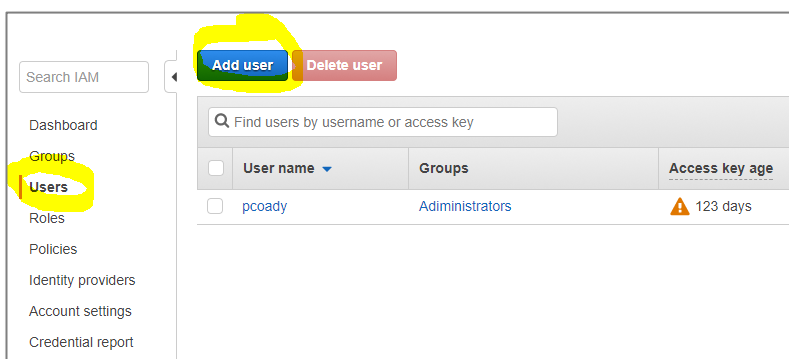 Add user Delete user
Search IAM
Find users by username or access key
Dashboard
Groups
Users
Roles
Policies
Identity providers
Account settings
Credential report
User name Groups Access key age
pcoady Adiministrators 123 days